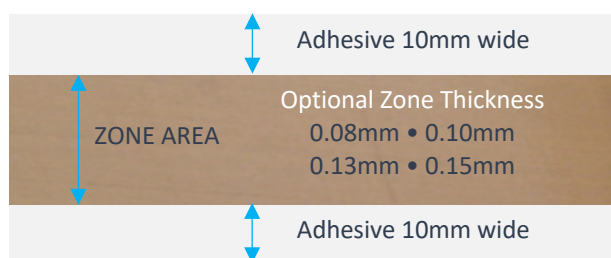 Adhesive 10mm wide
Optional Zone Thickness
ZONE AREA
0.08mm • 0.10mm
0.13mm • 0.15mm
Adhesive 10mm wide